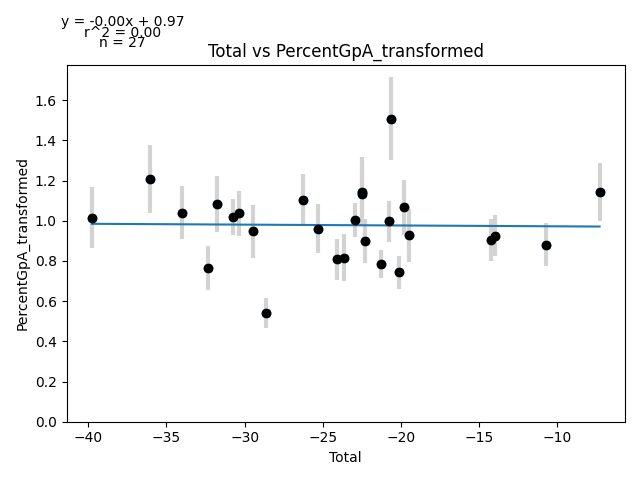 y = -0.00x + 0.97
r^2 = 0.00
n = 27
Total vs PercentGpA_transformed
PercentGpA_transformed
1.6
1.4
1.2
1.0
0.8
0.6
0.4
0.2
0.0
−40 −35 −30 −25 −20 −15 −10
Total